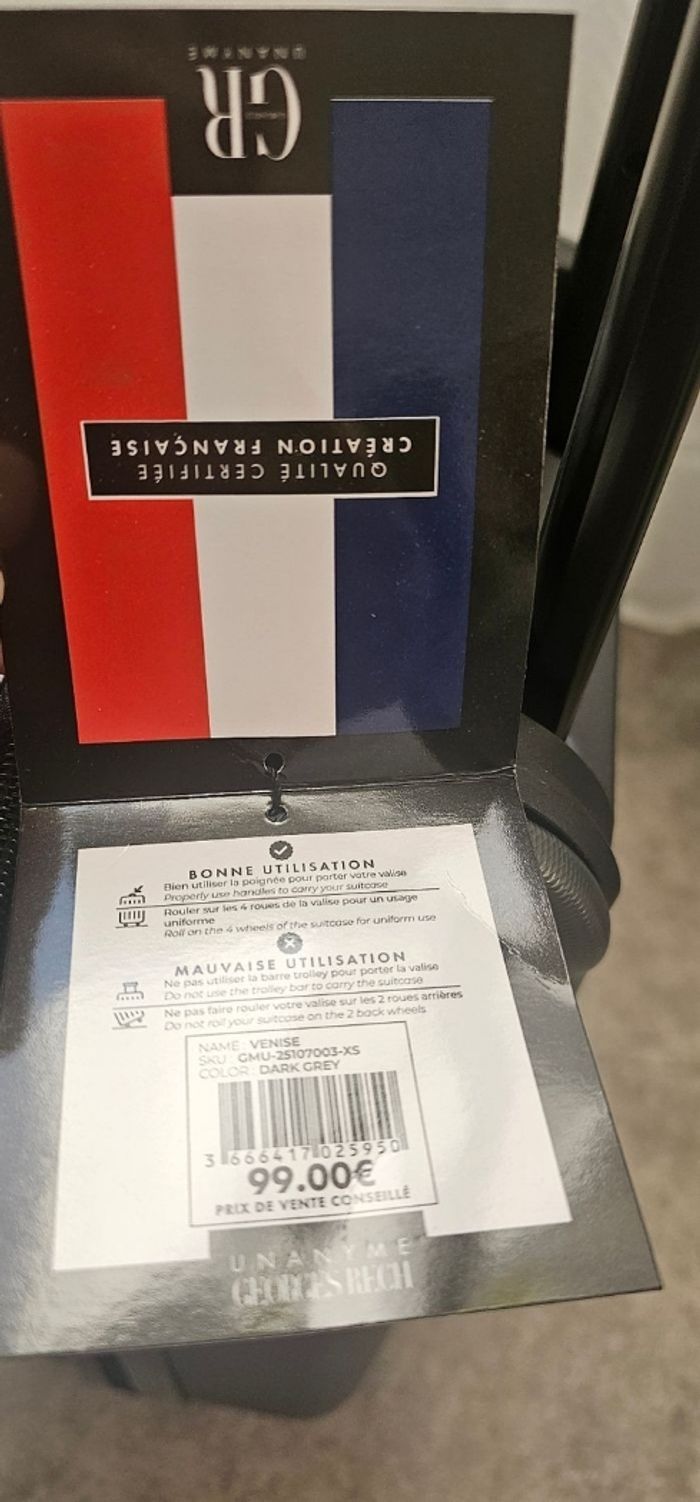 UNANYME
GR
QUALITÉ CERTIFIÉE
CRÉATION FRANÇAISE
BONNE UTILISATION
Bien utiliser la poignée pour porter votre valise
Properly use handles to carry your suitcase
Rouler sur les 4 roues de la valise pour un usage
uniforme
Roll on the 4 wheels of the suitcase for uniform use
MAUVAISE UTILISATION
Ne pas utiliser la barre trolley pour porter la valise
Do not use the trolley bar to carry the suitcase
Ne pas faire rouler votre valise sur les 2 roues arrières
Do not roll your suitcase on the 2 back wheels
NAME : VENISE
SKU : GMU-25107003-XS
COLOR : DARK GREY
3 666417 025950
99.00€
PRIX DE VENTE CONSEILLÉ
UNANYME
GEORGES RECH